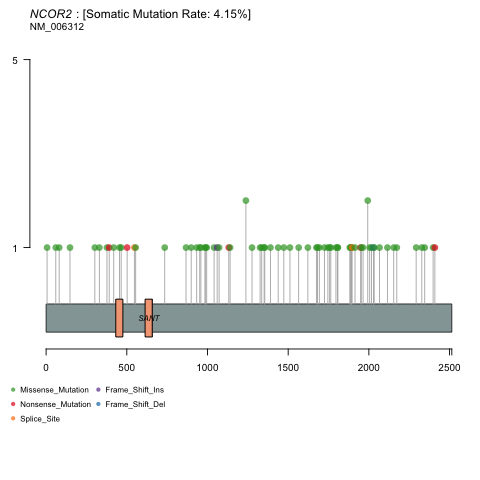 NCOR2 : [Somatic Mutation Rate: 4.15%]
NM_006312
5
1
SANT
0 500 1000 1500 2000 2500
Missense_Mutation Frame_Shift_Ins
Nonsense_Mutation Frame_Shift_Del
Splice_Site